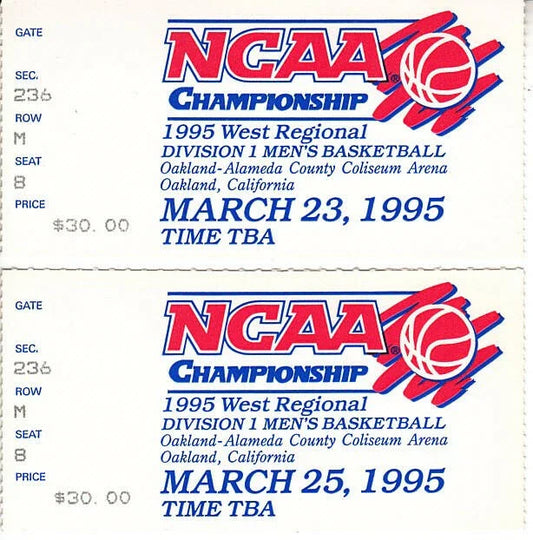 GATE
SEC.
236
ROW
M
SEAT
8
PRICE
$30.00
NCAA®
CHAMPIONSHIP
1995 West Regional
DIVISION 1 MEN'S BASKETBALL
Oakland-Alameda County Coliseum Arena
Oakland, California
MARCH 23, 1995
TIME TBA
GATE
SEC.
236
ROW
M
SEAT
8
PRICE
$30.00
NCAA®
CHAMPIONSHIP
1995 West Regional
DIVISION 1 MEN'S BASKETBALL
Oakland-Alameda County Coliseum Arena
Oakland, California
MARCH 25, 1995
TIME TBA